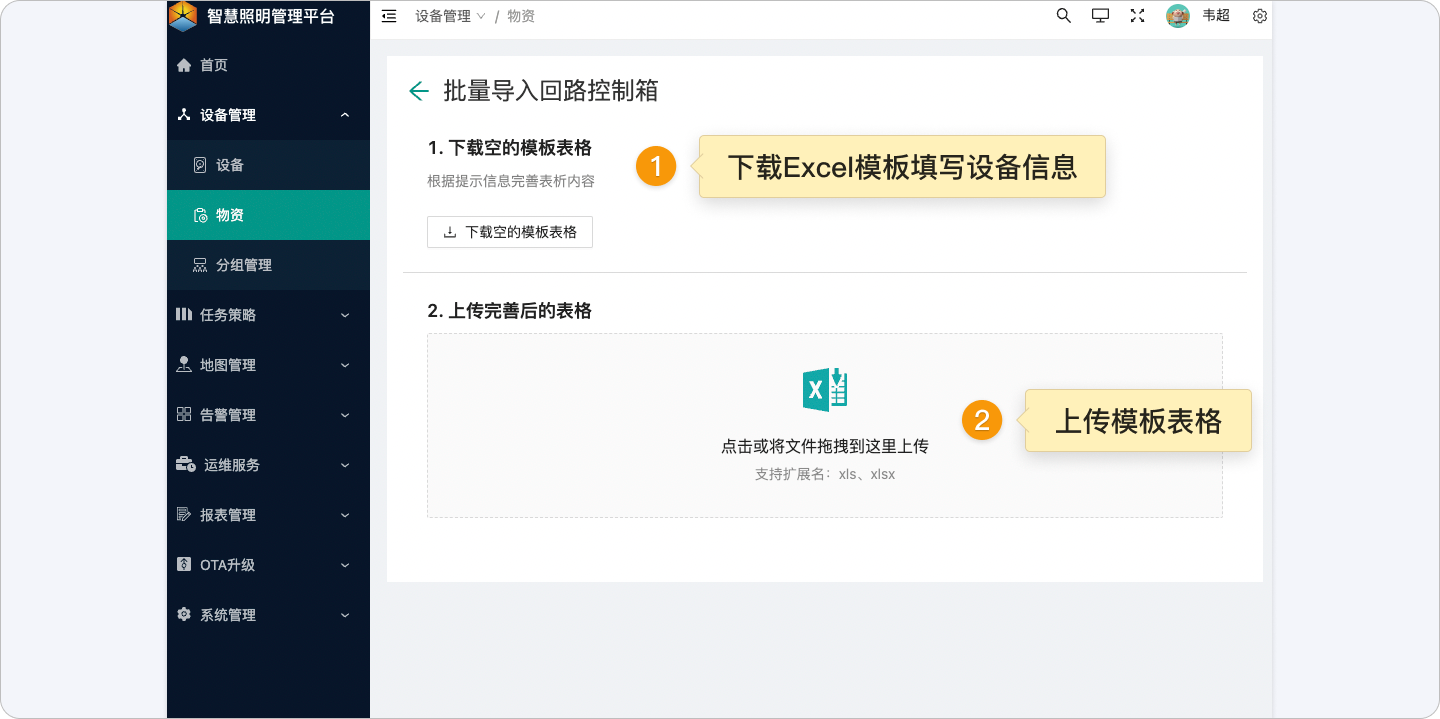 智慧照明管理平台
设备管理 / 物资
韦超
首页
设备管理
设备
物资
分组管理
任务策略
地图管理
告警管理
运维服务
报表管理
OTA升级
系统管理
批量导入回路控制箱
1. 下载空的模板表格
根据提示信息完善表析内容
下载空的模板表格
1
下载Excel模板填写设备信息
2. 上传完善后的表格
X
点击或将文件拖拽到这里上传
支持扩展名：xls、xlsx
2
上传模板表格